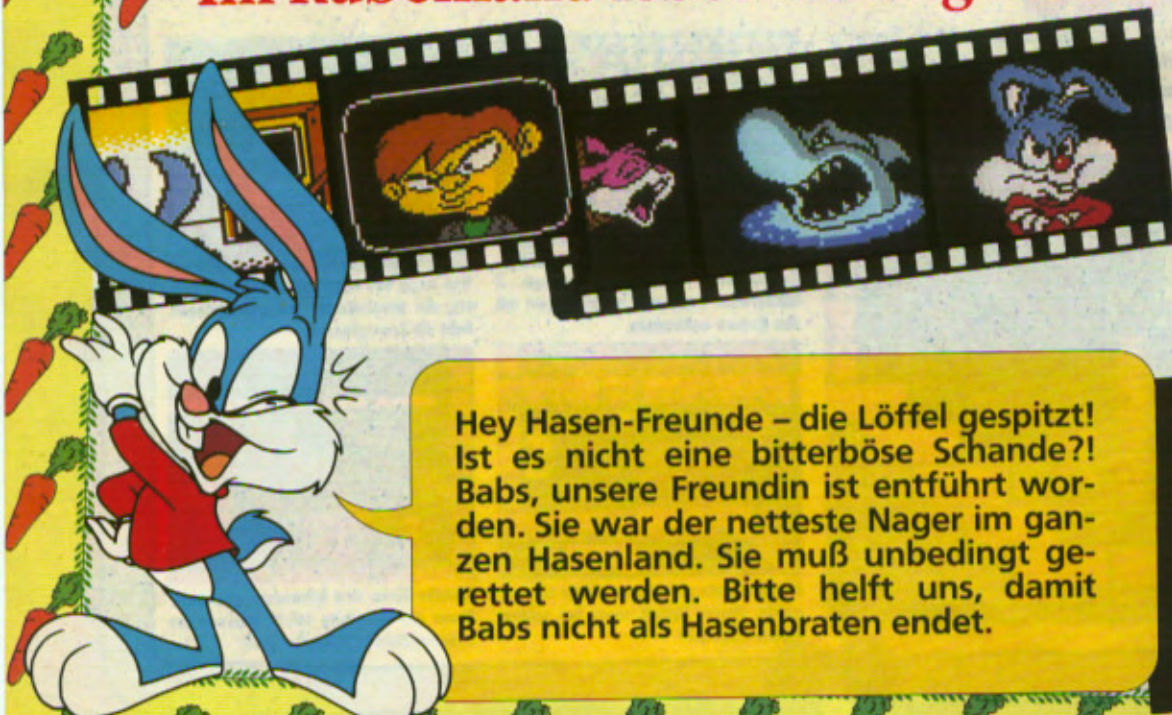 Hey Hasen-Freunde – die Löffel gespitzt!
Ist es nicht eine bitterböse Schande?!
Babs, unsere Freundin ist entführt wor-
den. Sie war der netteste Nager im gan-
zen Hasenland. Sie muß unbedingt ge-
rettet werden. Bitte helft uns, damit
Babs nicht als Hasenbraten endet.